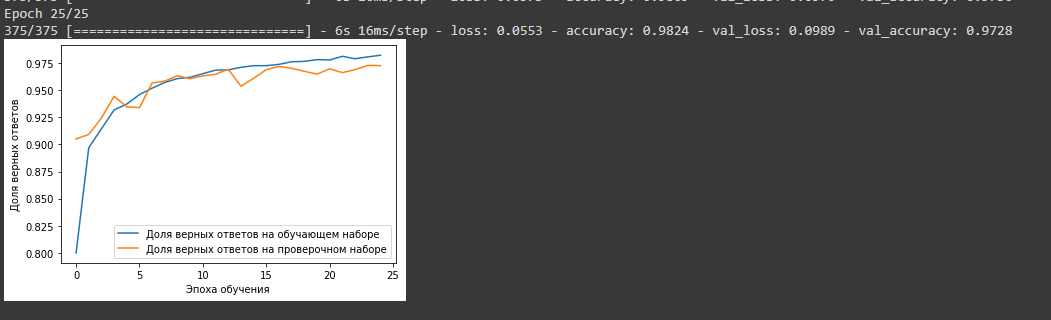 Epoch 25/25
375/375 [==============================] - 6s 16ms/step - loss: 0.0553 - accuracy: 0.9824 - val_loss: 0.0989 - val_accuracy: 0.9728
0.975
0.950
0.925
0.900
0.875
0.850
0.825
0.800
Доля верных ответов
Доля верных ответов на обучающем наборе
Доля верных ответов на проверочном наборе
0 5 10 15 20 25
Эпоха обучения